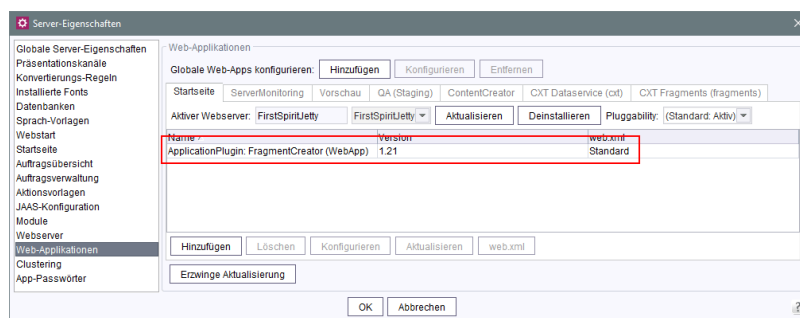 Server-Eigenschaften
Globale Server-Eigenschaften
Präsentationskanäle
Konvertierungs-Regeln
Installierte Fonts
Datenbanken
Sprach-Vorlagen
Webstart
Startseite
Auftragsübersicht
Auftragsverwaltung
Aktionsvorlagen
JAAS-Konfiguration
Module
Webserver
Web-Applikationen
Clustering
App-Passwörter
Web-Applikationen
Globale Web-Apps konfigurieren: Hinzufügen Konfigurieren Entfernen
Startseite ServerMonitoring Vorschau QA (Staging) ContentCreator CXT Dataservice (cxt) CXT Fragments (fragments)
Aktiver Webserver: FirstSpiritJetty FirstSpiritJetty Aktualisieren Deinstallieren Pluggability: (Standard: Aktiv)
Name Version web.xml
ApplicationPlugin: FragmentCreator (WebApp) 1.21 Standard
Hinzufügen Löschen Konfigurieren Aktualisieren web.xml
Erzwinge Aktualisierung
OK Abbrechen
?